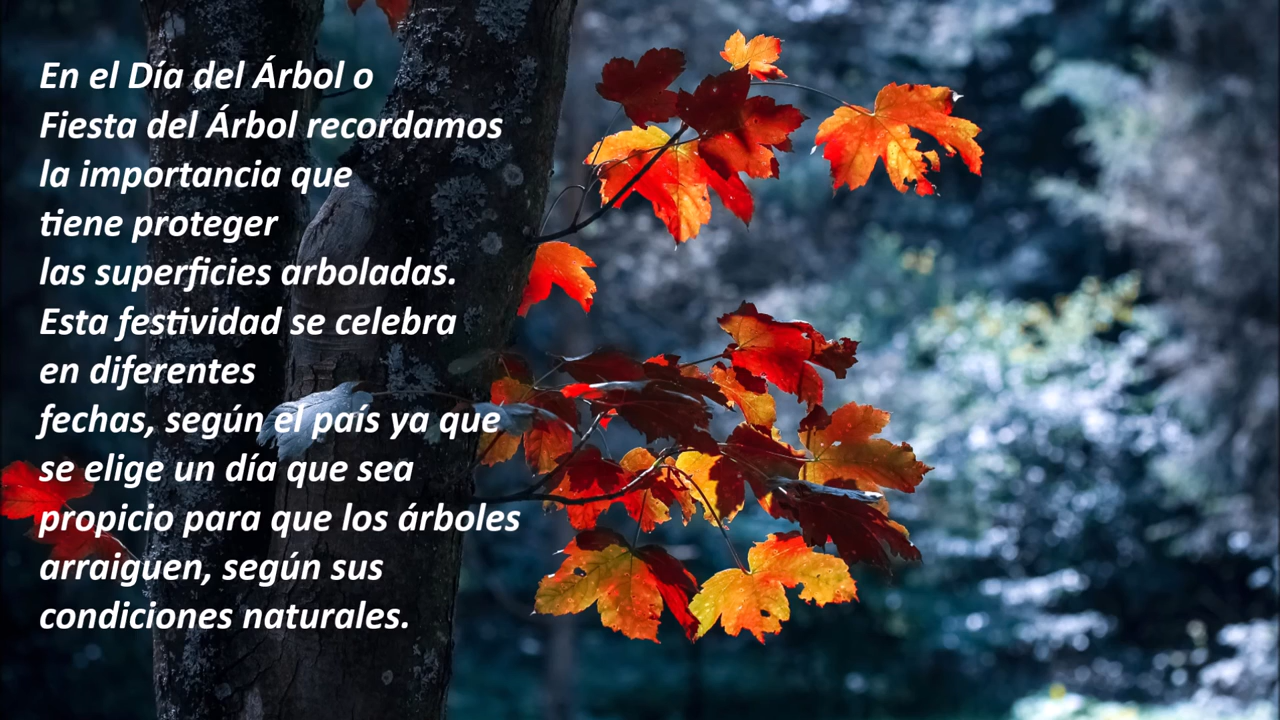 En el Día del Árbol o
Fiesta del Árbol recordamos
la importancia que
tiene proteger
las superficies arboladas.
Esta festividad se celebra
en diferentes
fechas, según el país ya que
se elige un día que sea
propicio para que los árboles
arraiguen, según sus
condiciones naturales.